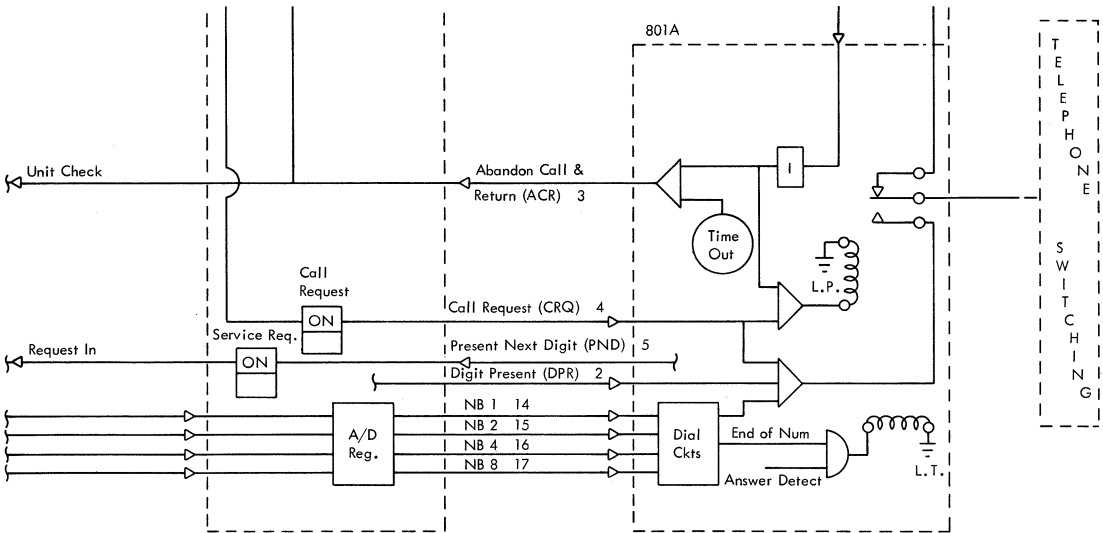 801A
TELEPHONE SWITCHING
Unit Check
Abandon Call &
Return (ACR) 3
I
Time
Out
L.P.
Call
Request
ON
Call Request (CRQ) 4
Service Req.
Request In
ON
Present Next Digit (PND) 5
Digit Present (DPR) 2
NB 1 14
NB 2 15
NB 4 16
NB 8 17
A/D
Reg.
Dial
Ckts
End of Num
Answer Detect
L.T.